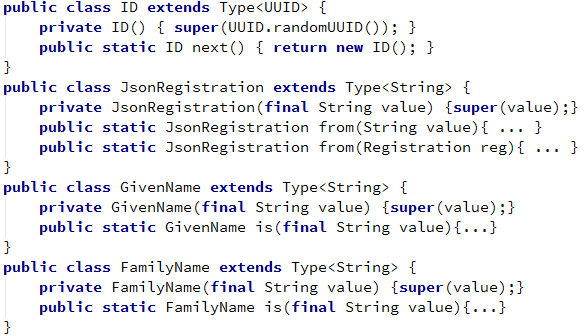 public class ID extends Type<UUID> {
    private ID() { super(UUID.randomUUID()); }
    public static ID next() { return new ID(); }
}
public class JsonRegistration extends Type<String> {
    private JsonRegistration(final String value) {super(value);}
    public static JsonRegistration from(String value){ ... }
    public static JsonRegistration from(Registration reg){ ... }
}
public class GivenName extends Type<String> {
    private GivenName(final String value) {super(value);}
    public static GivenName is(final String value){...}
}
public class FamilyName extends Type<String> {
    private FamilyName(final String value) {super(value);}
    public static FamilyName is(final String value){...}
}